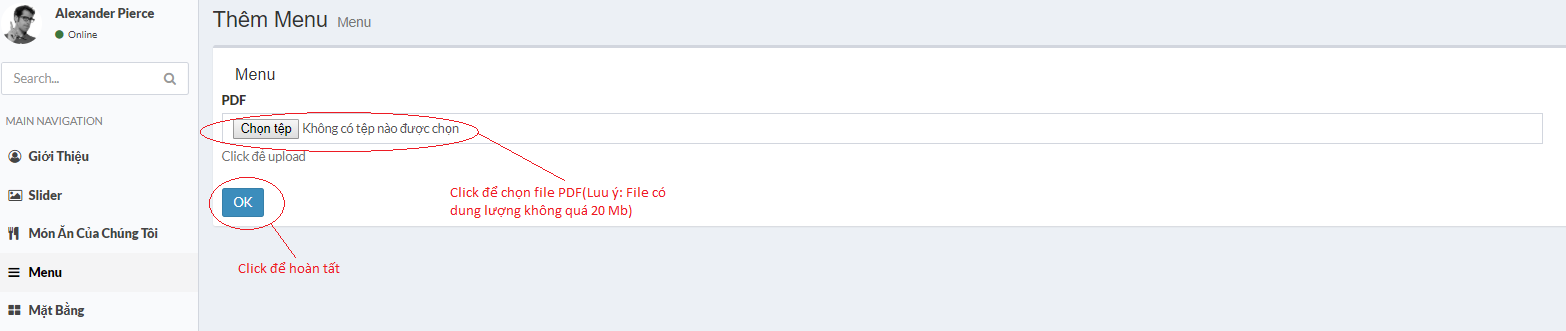 Alexander Pierce
Online
Search...
MAIN NAVIGATION
Giới Thiệu
Slider
Món Ăn Của Chúng Tôi
Menu
Mặt Bằng
Thêm Menu Menu
Menu
PDF
Chọn tệp Không có tệp nào được chọn
Click đê upload
OK
Click để chọn file PDF(Luu ý: File có
dung lượng không quá 20 Mb)
Click để hoàn tất